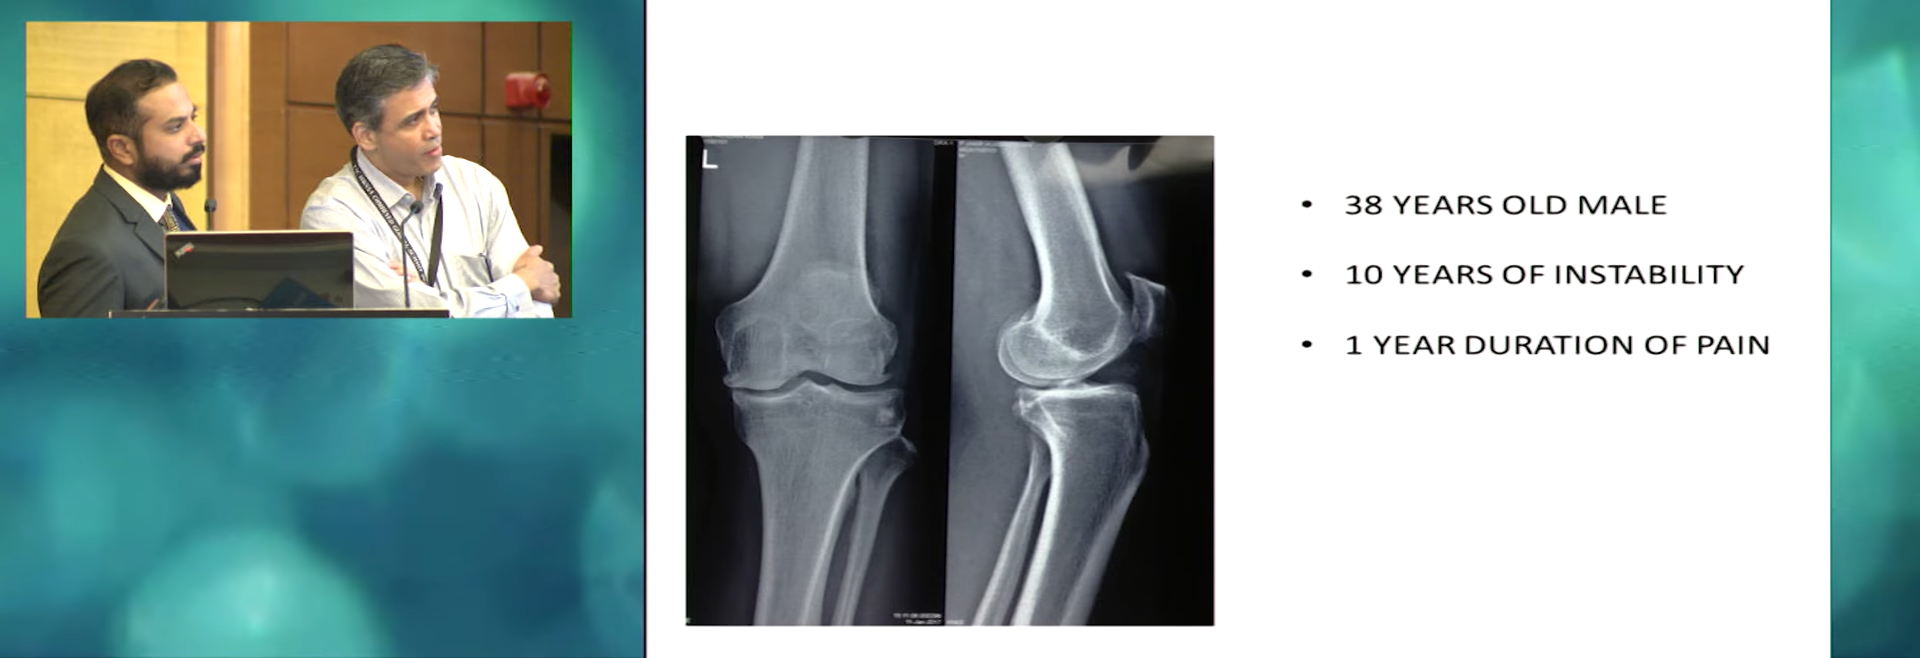 L
• 38 YEARS OLD MALE
• 10 YEARS OF INSTABILITY
• 1 YEAR DURATION OF PAIN